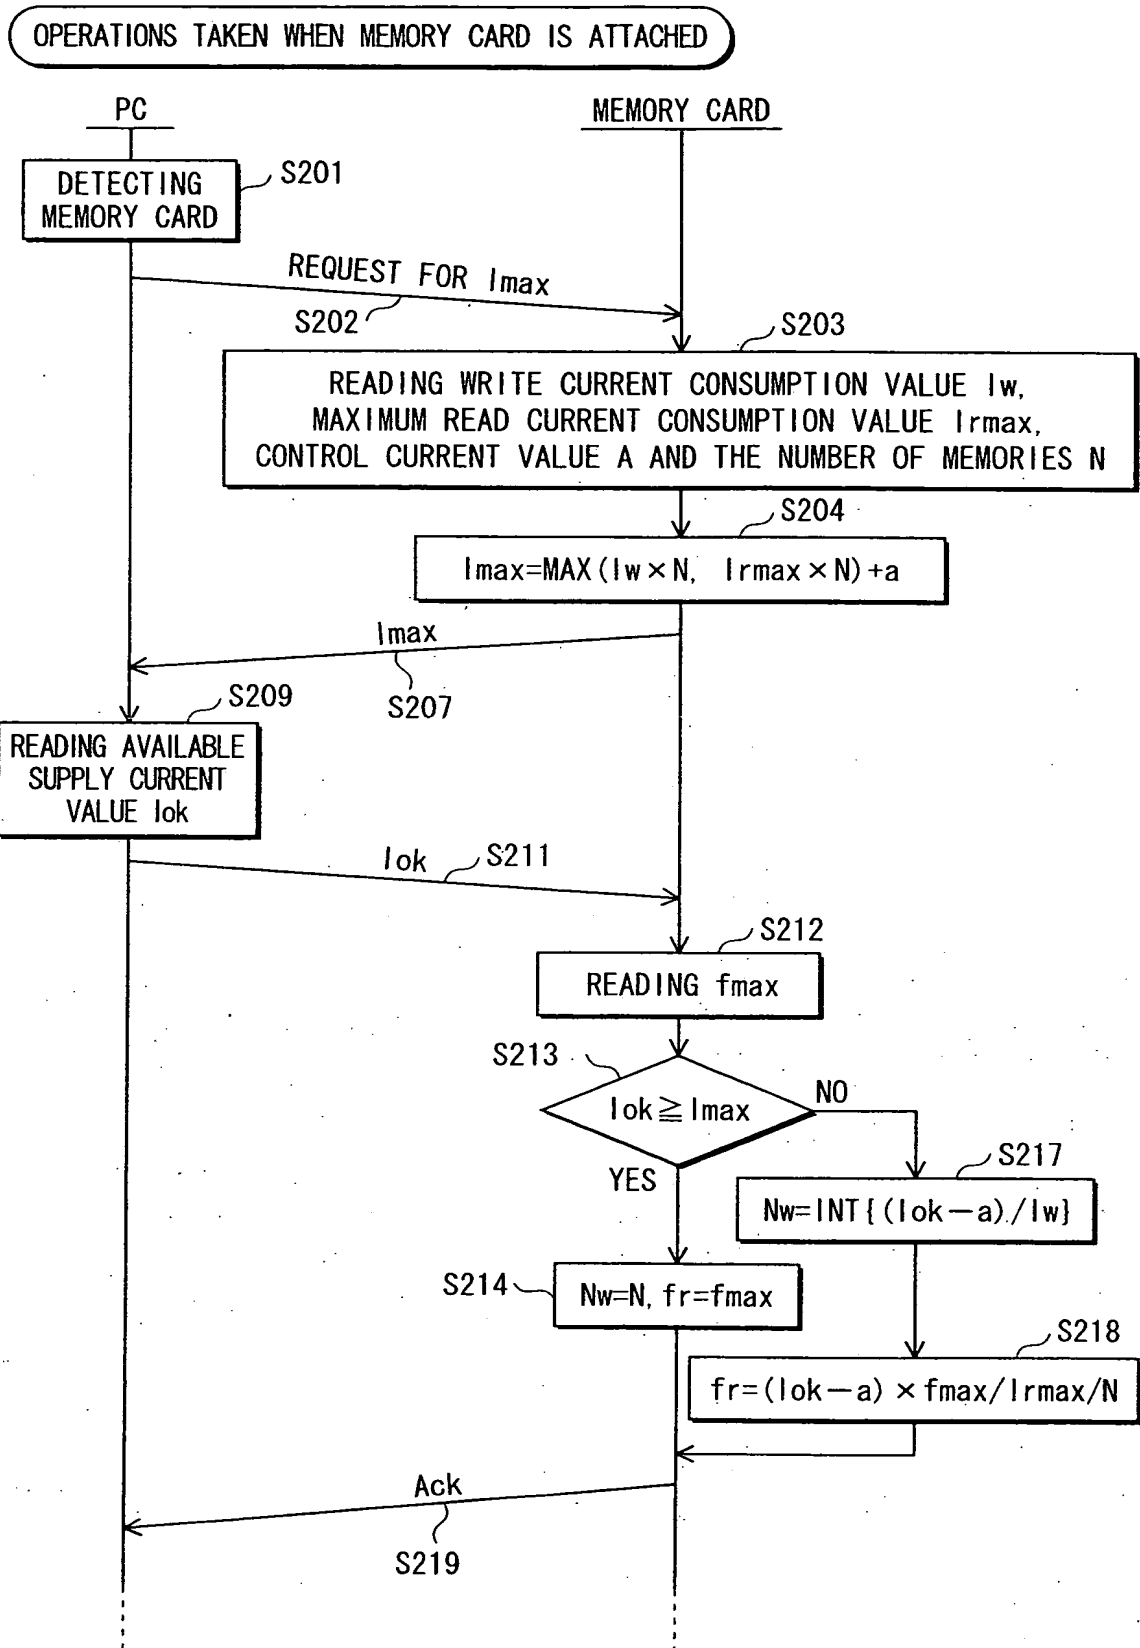 OPERATIONS TAKEN WHEN MEMORY CARD IS ATTACHED
PC
MEMORY CARD
DETECTING
MEMORY CARD
S201
REQUEST FOR Imax
S202
S203
READING WRITE CURRENT CONSUMPTION VALUE Iw,
MAXIMUM READ CURRENT CONSUMPTION VALUE Irmax,
CONTROL CURRENT VALUE A AND THE NUMBER OF MEMORIES N
S204
Imax=MAX(Iw×N, Irmax×N)+a
Imax
S207
S209
READING AVAILABLE
SUPPLY CURRENT
VALUE Iok
Iok
S211
S212
READING fmax
S213
Iok≧Imax
NO
YES
S217
Nw=INT{(Iok−a)/Iw}
S214
Nw=N, fr=fmax
S218
fr=(Iok−a)×fmax/Irmax/N
Ack
S219